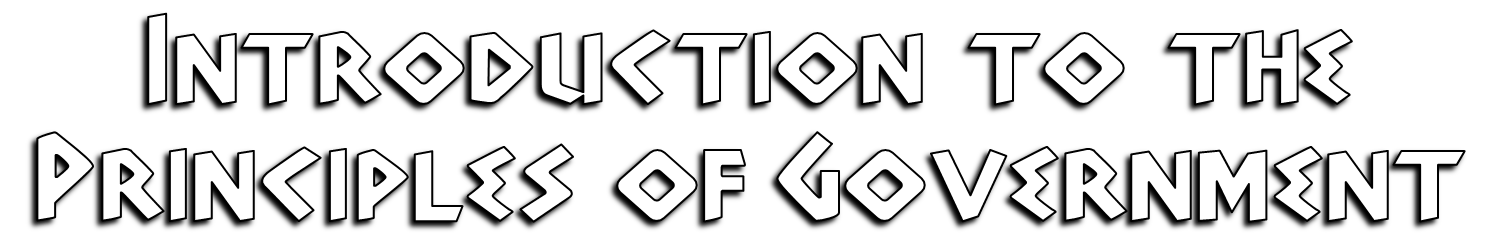 Introduction to the
Principles of Government